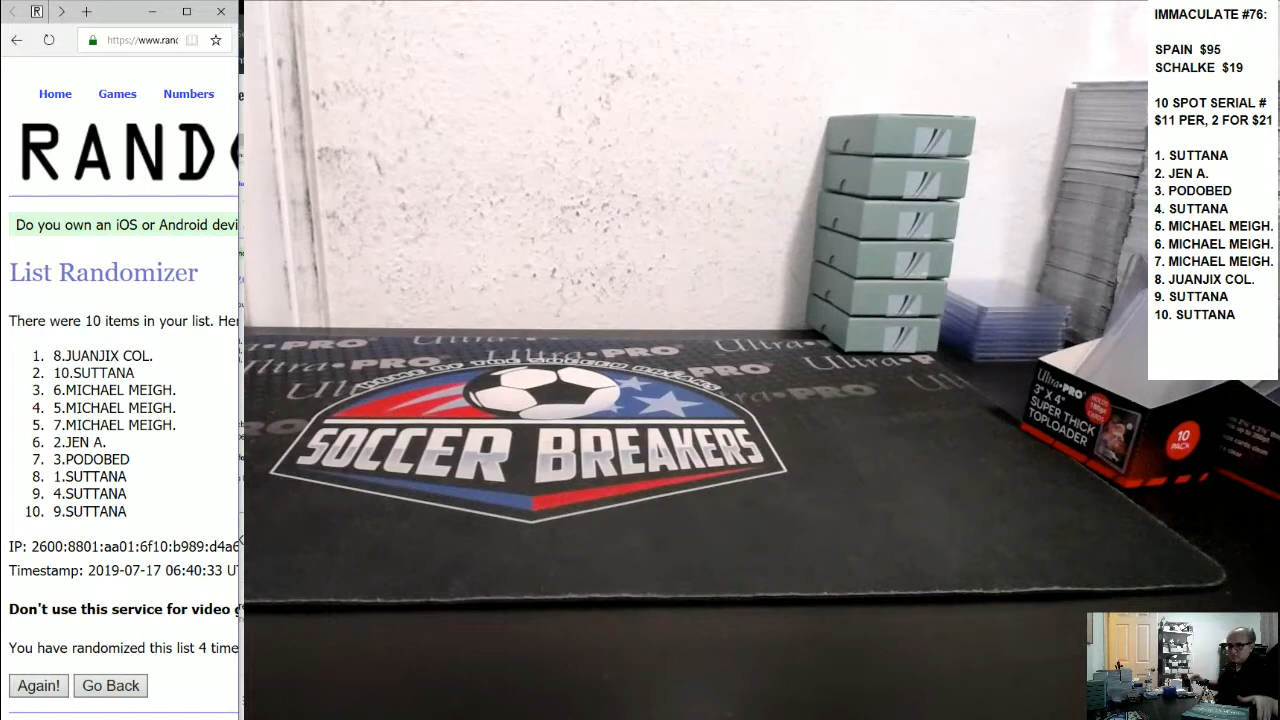 R
https://www.ranc
Home Games Numbers
RANDO
Do you own an iOS or Android devi
List Randomizer
There were 10 items in your list. Her
1. 8.JUANJIX COL.
2. 10.SUTTANA
3. 6.MICHAEL MEIGH.
4. 5.MICHAEL MEIGH.
5. 7.MICHAEL MEIGH.
6. 2.JEN A.
7. 3.PODOBED
8. 1.SUTTANA
9. 4.SUTTANA
10. 9.SUTTANA
IP: 2600:8801:aa01:6f10:b989:d4a6
Timestamp: 2019-07-17 06:40:33 U
Don't use this service for video g
You have randomized this list 4 time
Again! Go Back
Ultra PRO
SOCCER BREAKERS
Ultra PRO
3" X 4"
SUPER THICK
TOPLOADER
HOLDS
180pt
CARDS
10
PACK
IMMACULATE #76:
SPAIN $95
SCHALKE $19
10 SPOT SERIAL #
$11 PER, 2 FOR $21
1. SUTTANA
2. JEN A.
3. PODOBED
4. SUTTANA
5. MICHAEL MEIGH.
6. MICHAEL MEIGH.
7. MICHAEL MEIGH.
8. JUANJIX COL.
9. SUTTANA
10. SUTTANA